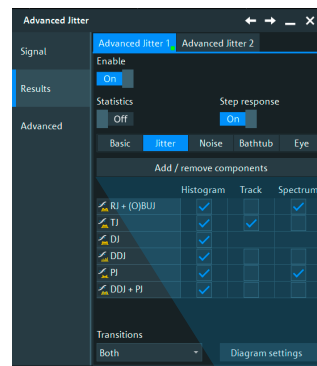 Advanced Jitter
Signal
Results
Advanced
Advanced Jitter 1 Advanced Jitter 2
Enable
On
Statistics Step response
Off On
Basic Jitter Noise Bathtub Eye
Add / remove components
Histogram Track Spectrum
RJ + (O)BUJ
TJ
DJ
DDJ
PJ
DDJ + PJ
Transitions
Both Diagram settings